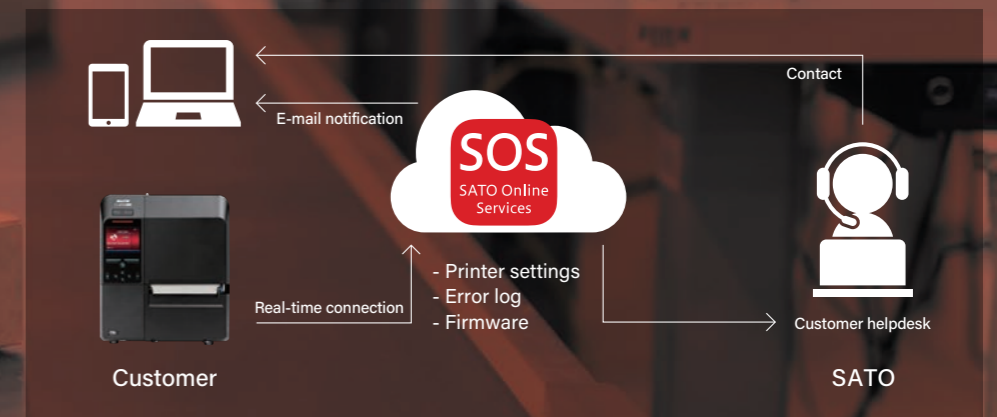 Contact
E-mail notification
SOS
SATO Online
Services
- Printer settings
- Error log
- Firmware
Real-time connection
Customer helpdesk
Customer
SATO